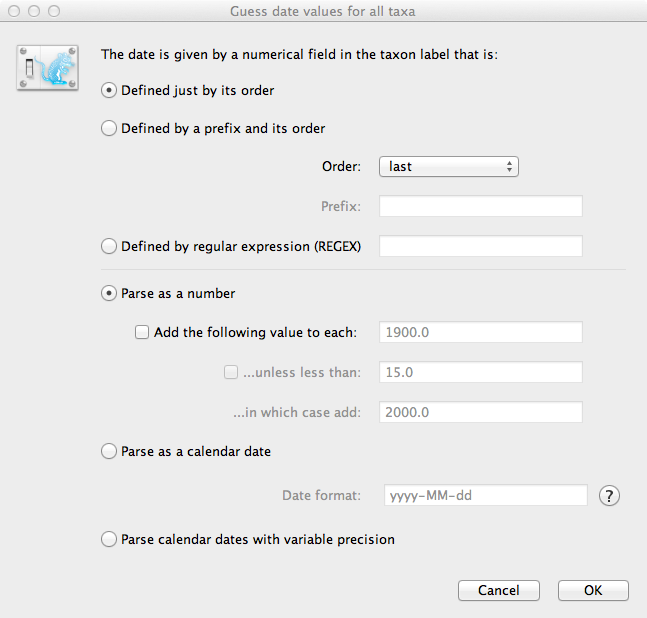 Guess date values for all taxa
The date is given by a numerical field in the taxon label that is:
Defined just by its order
Defined by a prefix and its order
Order: last
Prefix:
Defined by regular expression (REGEX)
Parse as a number
Add the following value to each: 1900.0
...unless less than: 15.0
...in which case add: 2000.0
Parse as a calendar date
Date format: yyyy-MM-dd ?
Parse calendar dates with variable precision
Cancel OK